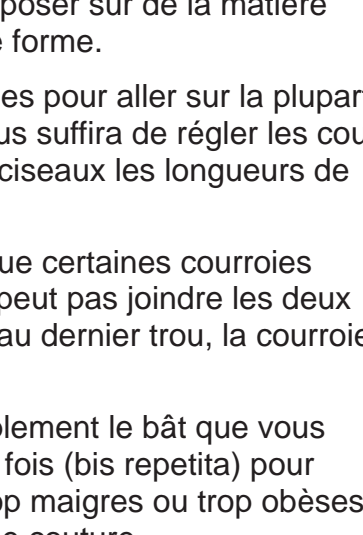 poser sur de la matière
forme.
es pour aller sur la plupart
us suffira de régler les cou
ciseaux les longueurs de
ue certaines courroies
peut pas joindre les deux
au dernier trou, la courroie
plement le bât que vous
fois (bis repetita) pour
op maigres ou trop obèses
couture